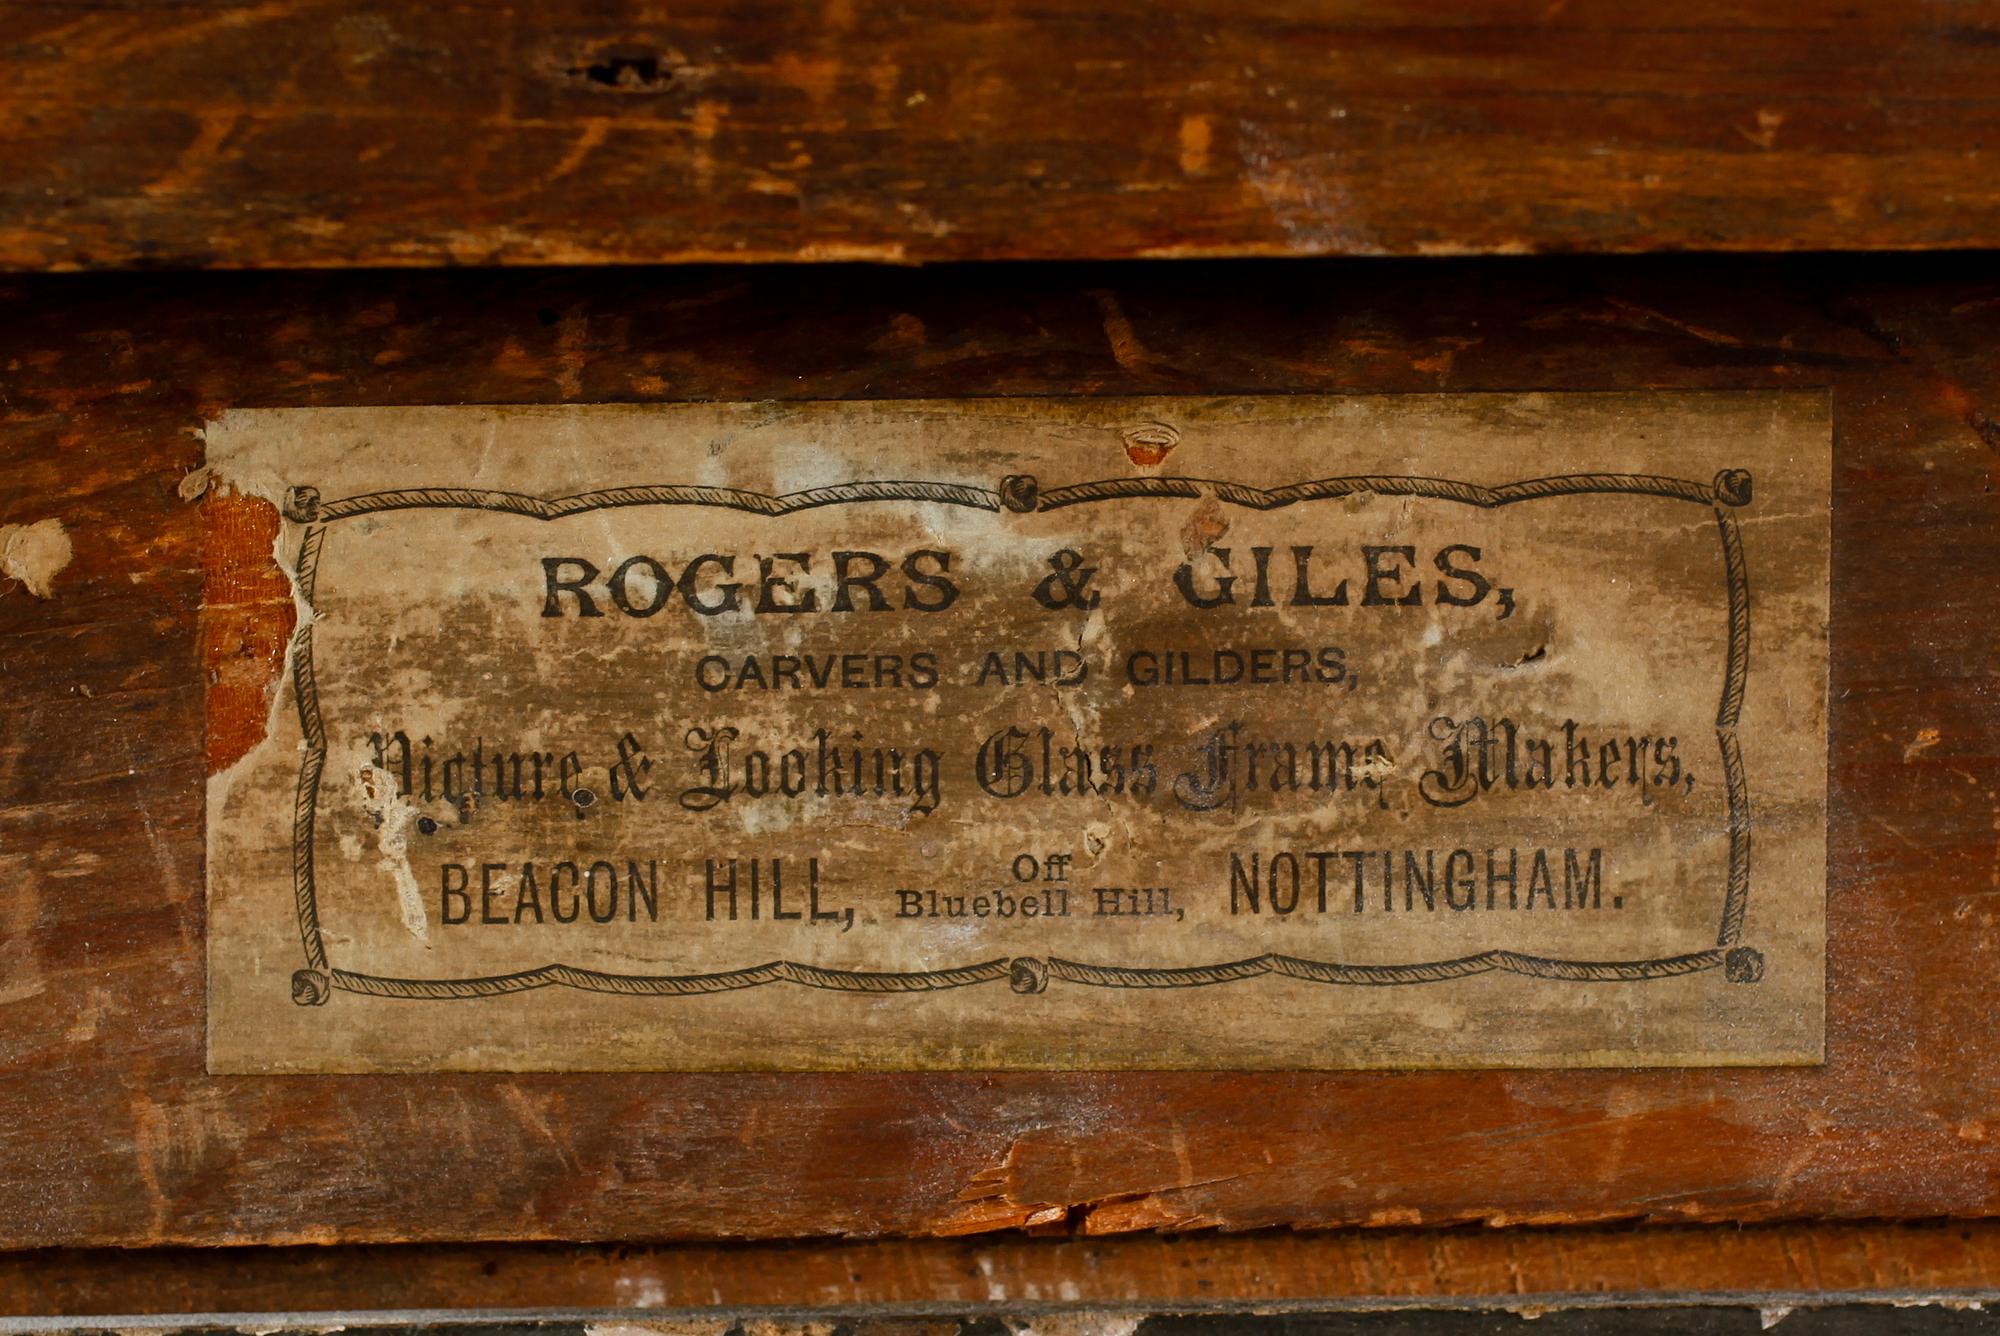 ROGERS & GILES,
CARVERS AND GILDERS,
Picture & Looking Glass Frame Makers,
BEACON HILL, Off Bluebell Hill, NOTTINGHAM.